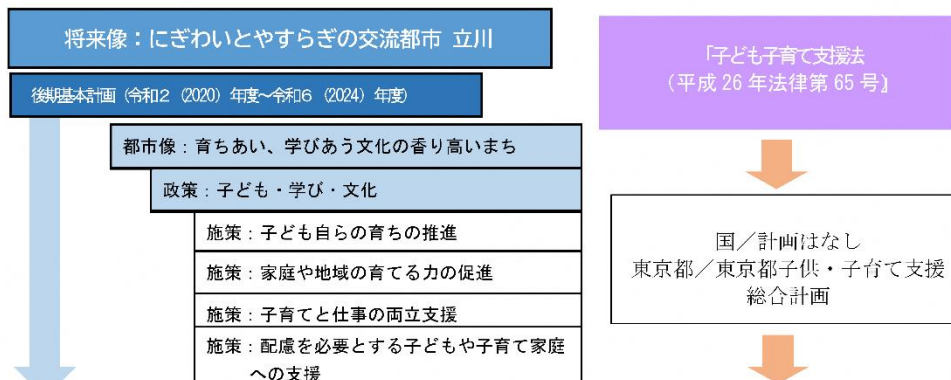 将来像：にぎわいとやすらぎの交流都市 立川
後期基本計画（令和２（2020）年度～令和６（2024）年度）
都市像：育ちあい、学びあう文化の香り高いまち
政策：子ども・学び・文化
施策：子ども自らの育ちの推進
施策：家庭や地域の育てる力の促進
施策：子育てと仕事の両立支援
施策：配慮を必要とする子どもや子育て家庭
への支援
「子ども子育て支援法
（平成 26 年法律第 65 号』
国／計画はなし
東京都／東京都子供・子育て支援
総合計画